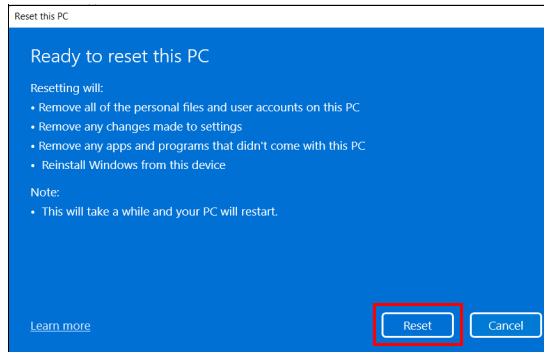 Reset this PC
Ready to reset this PC
Resetting will:
• Remove all of the personal files and user accounts on this PC
• Remove any changes made to settings
• Remove any apps and programs that didn't come with this PC
• Reinstall Windows from this device
Note:
• This will take a while and your PC will restart.
Learn more
Reset
Cancel